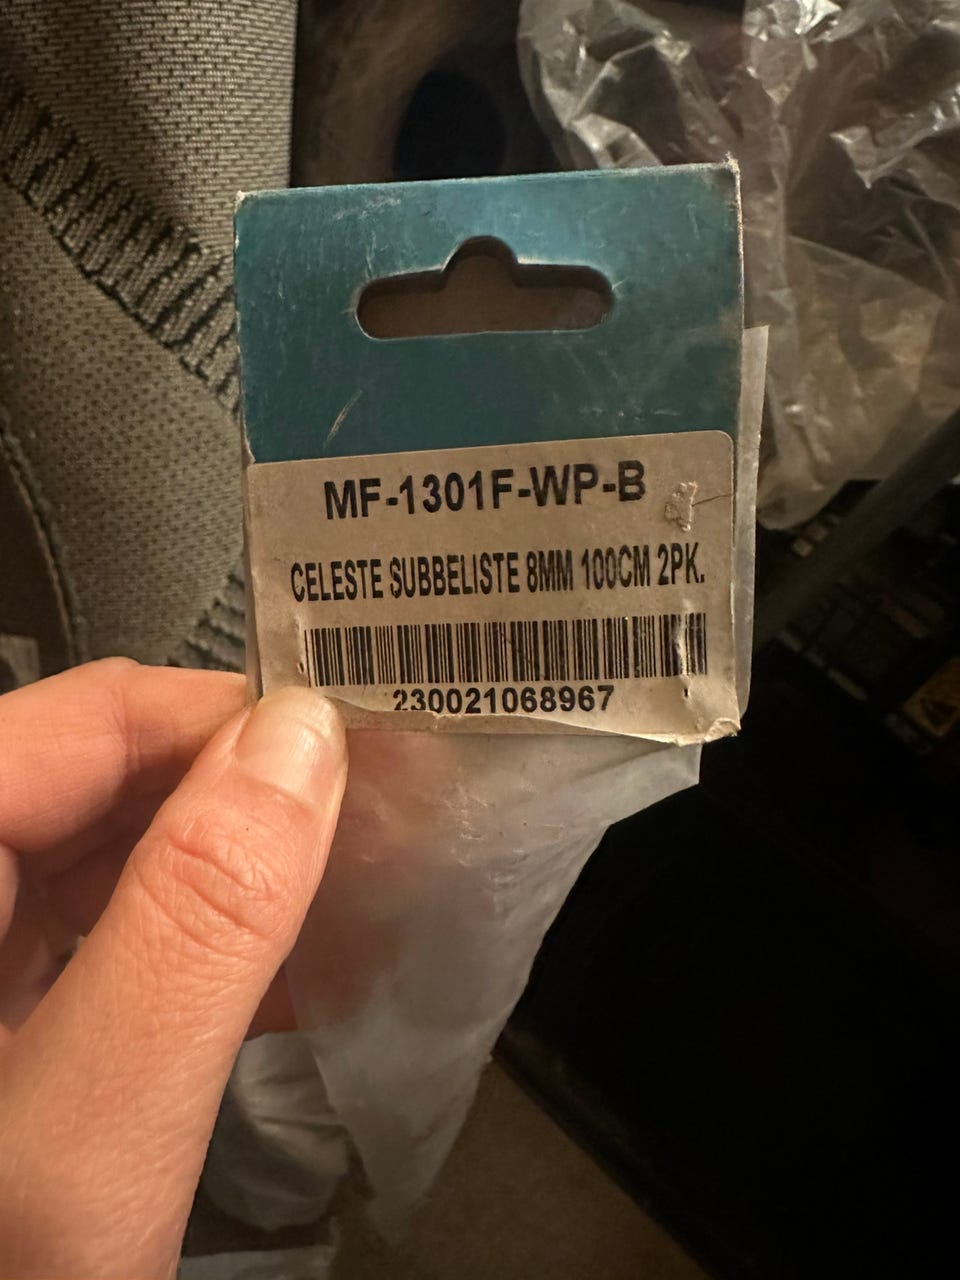 MF-1301F-WP-B
CELESTE SUBBELISTE 8MM 100CM 2PK.
230021068967